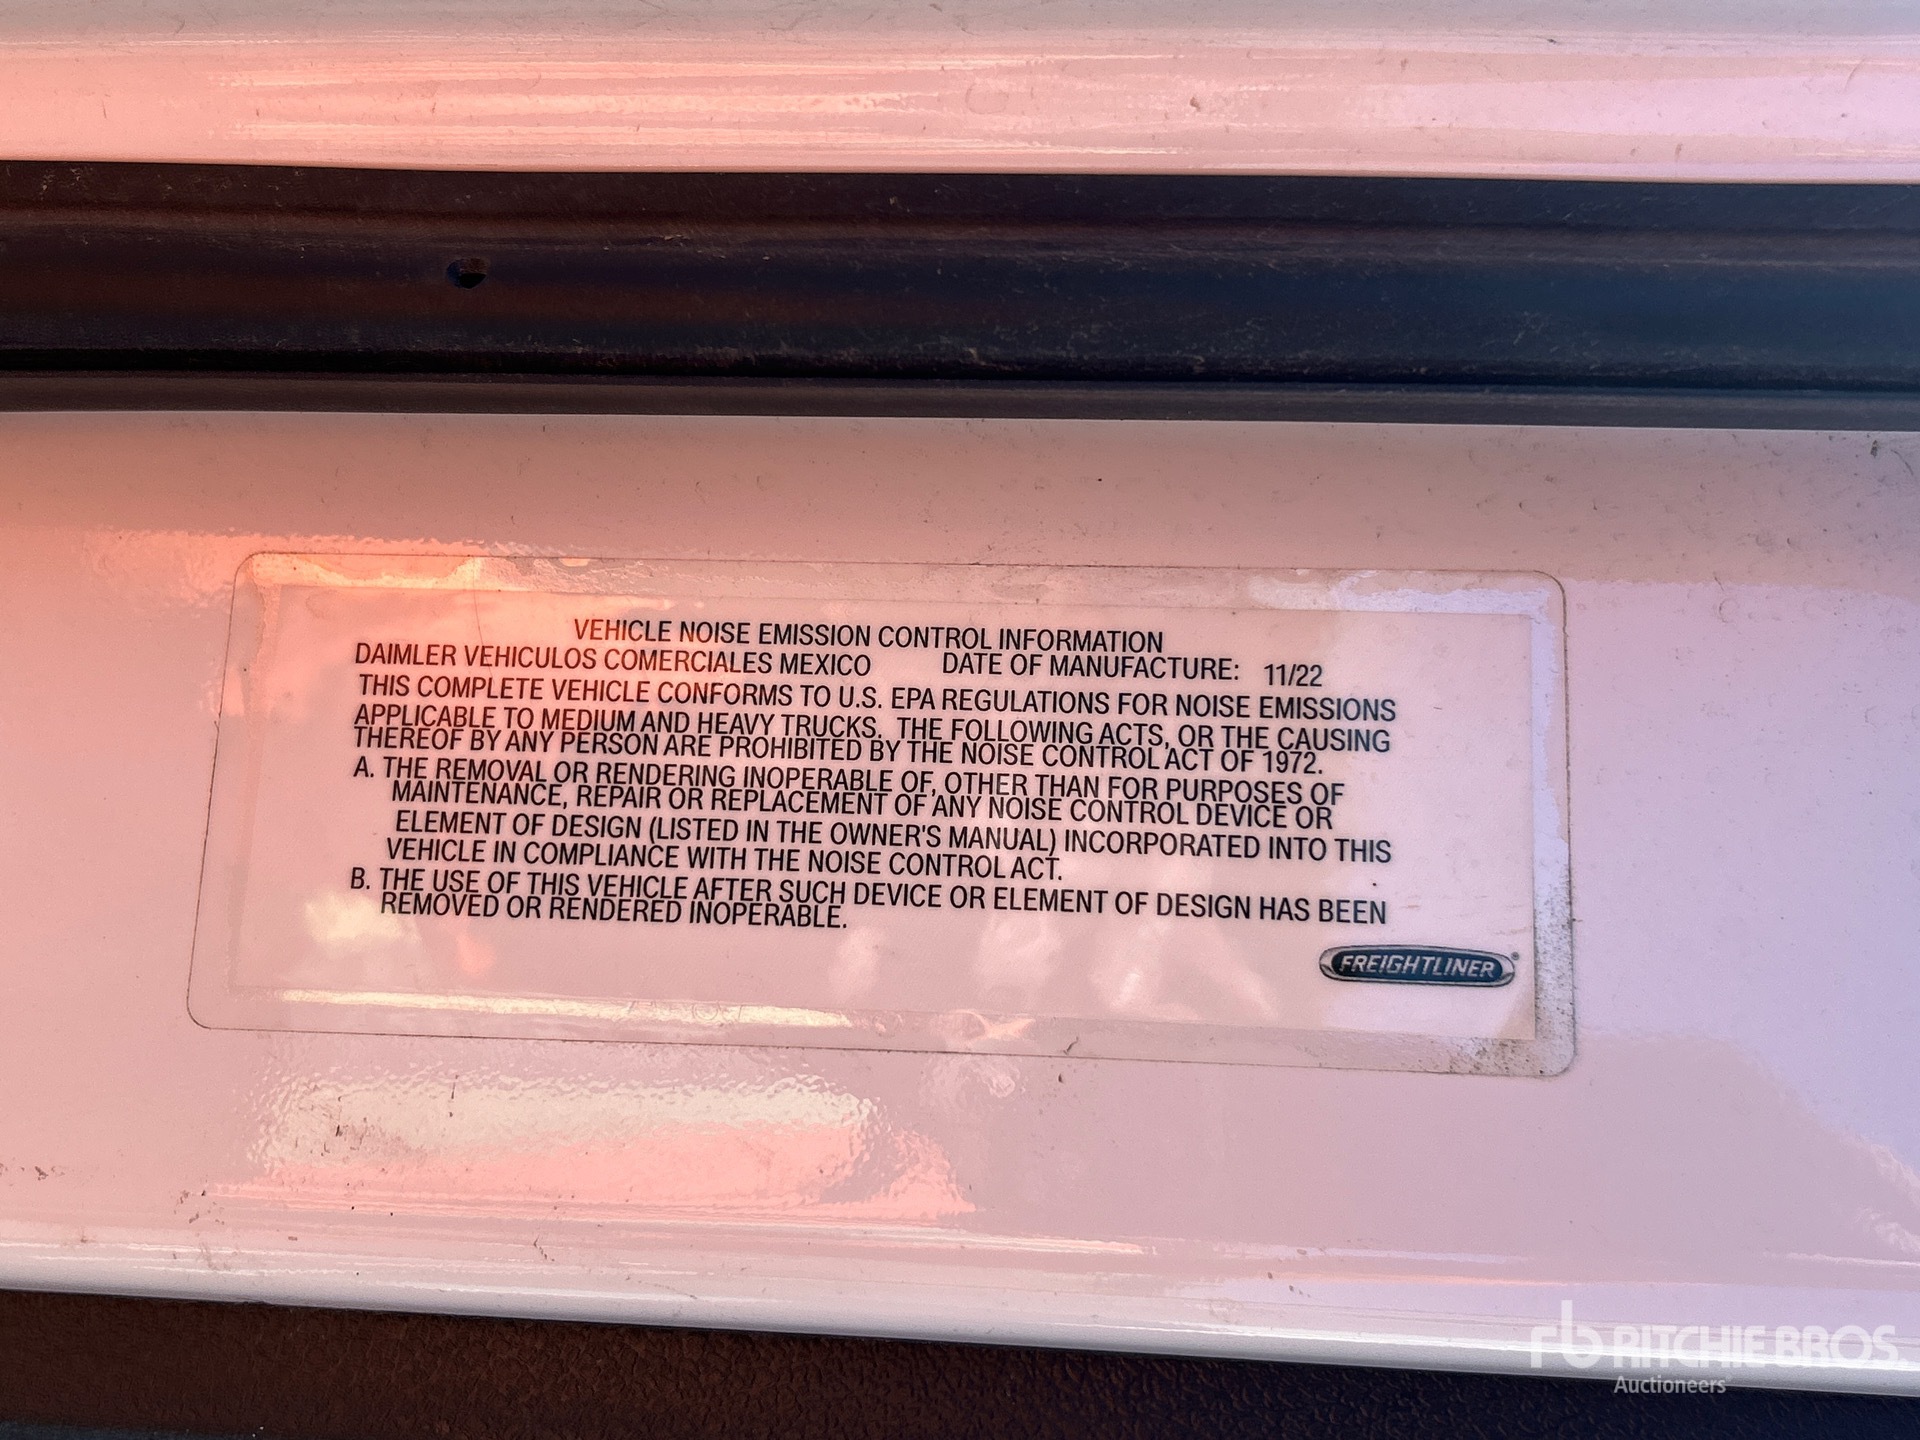 VEHICLE NOISE EMISSION CONTROL INFORMATION
DAIMLER VEHICULOS COMERCIALES MEXICO DATE OF MANUFACTURE: 11/22
THIS COMPLETE VEHICLE CONFORMS TO U.S. EPA REGULATIONS FOR NOISE EMISSIONS
APPLICABLE TO MEDIUM AND HEAVY TRUCKS. THE FOLLOWING ACTS, OR THE CAUSING
THEREOF BY ANY PERSON ARE PROHIBITED BY THE NOISE CONTROL ACT OF 1972.
A. THE REMOVAL OR RENDERING INOPERABLE OF, OTHER THAN FOR PURPOSES OF
MAINTENANCE, REPAIR OR REPLACEMENT OF ANY NOISE CONTROL DEVICE OR
ELEMENT OF DESIGN (LISTED IN THE OWNER'S MANUAL) INCORPORATED INTO THIS
VEHICLE IN COMPLIANCE WITH THE NOISE CONTROL ACT.
B. THE USE OF THIS VEHICLE AFTER SUCH DEVICE OR ELEMENT OF DESIGN HAS BEEN
REMOVED OR RENDERED INOPERABLE.
FREIGHTLINER®
rb RITCHIE BROS
Auctioneers